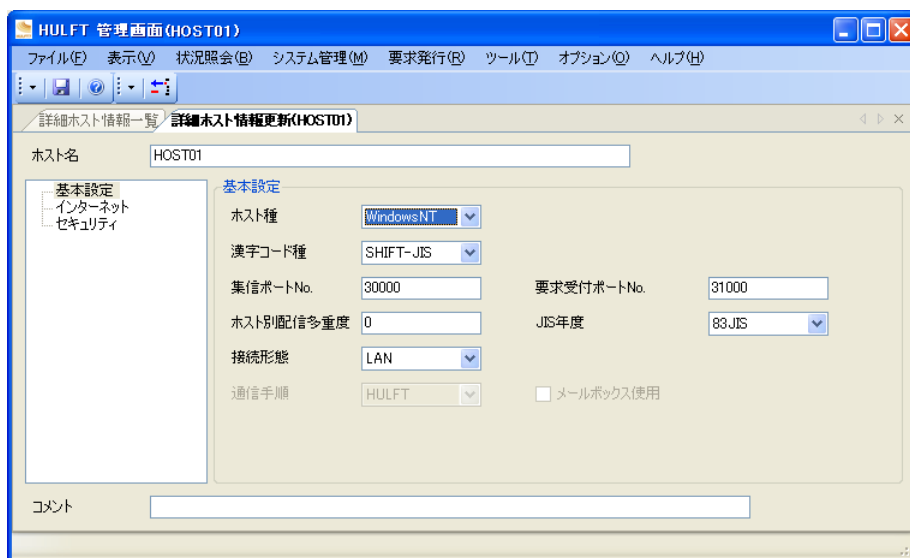 HULFT 管理画面(HOST01)
ファイル(F) 表示(V) 状況照会(B) システム管理(M) 要求発行(R) ツール(T) オプション(O) ヘルプ(H)
詳細ホスト情報一覧 詳細ホスト情報更新(HOST01)
ホスト名 HOST01
基本設定
インターネット
セキュリティ
基本設定
ホスト種 WindowsNT
漢字コード種 SHIFT-JIS
集信ポートNo. 30000 要求受付ポートNo. 31000
ホスト別配信多重度 0 JIS年度 83JIS
接続形態 LAN
通信手順 HULFT メールボックス使用
コメント